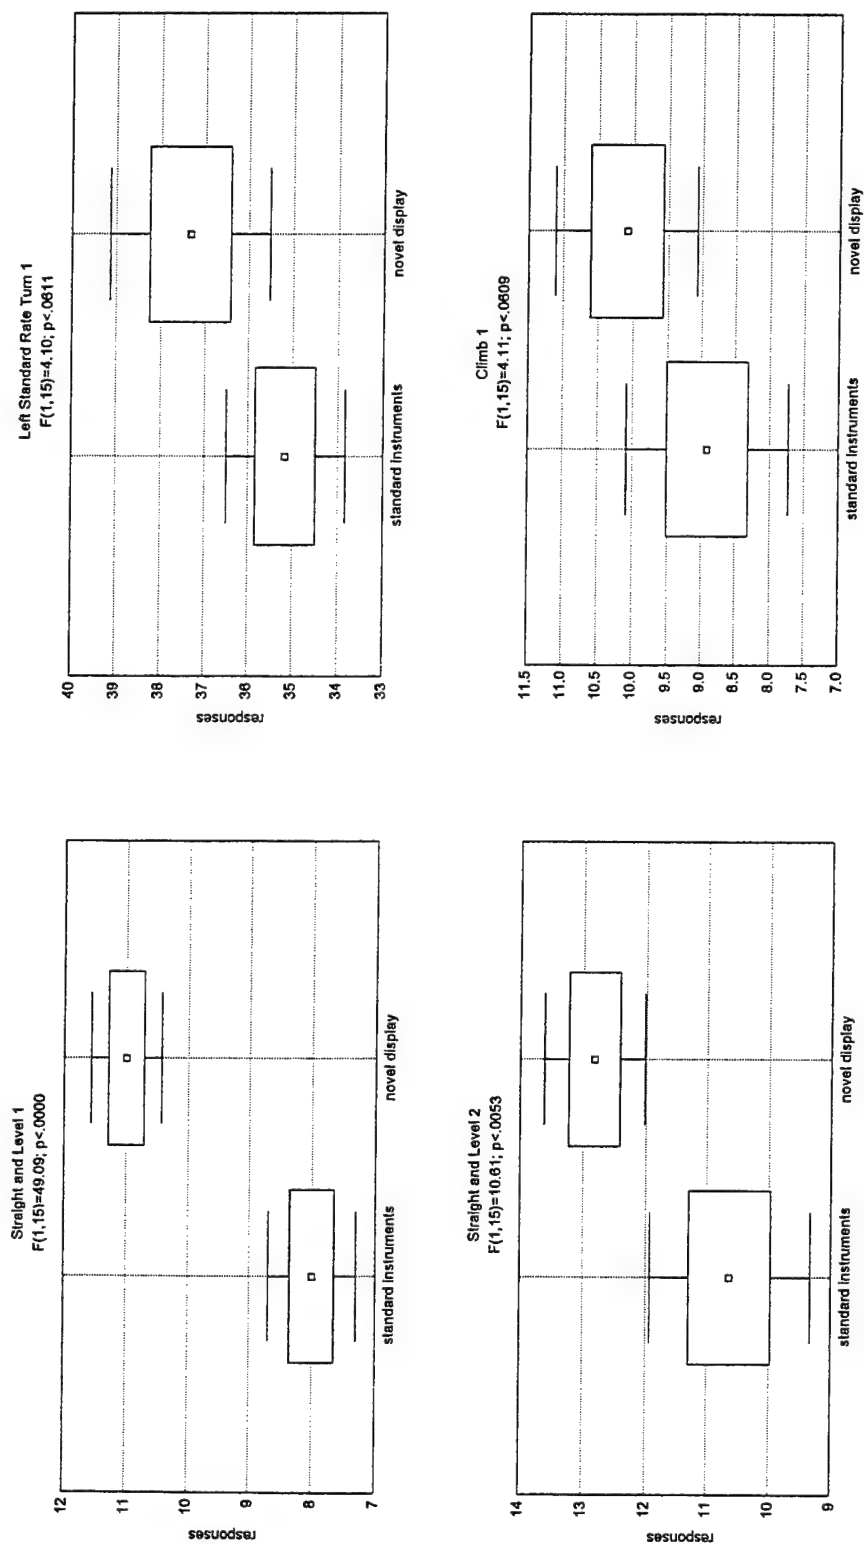 Straight and Level 1
F(1,15)=49.09; p<.0000
12
11
10
9
8
7
responses
standard Instruments
novel display
Left Standard Rate Turn 1
F(1,15)=4.10; p<.0611
40
39
38
37
36
35
34
33
responses
standard Instruments
novel display
Straight and Level 2
F(1,15)=10.61; p<.0053
14
13
12
11
10
9
responses
standard Instruments
novel display
Climb 1
F(1,15)=4.11; p<.0609
11.5
11.0
10.5
10.0
9.5
9.0
8.5
8.0
7.5
7.0
responses
standard Instruments
novel display